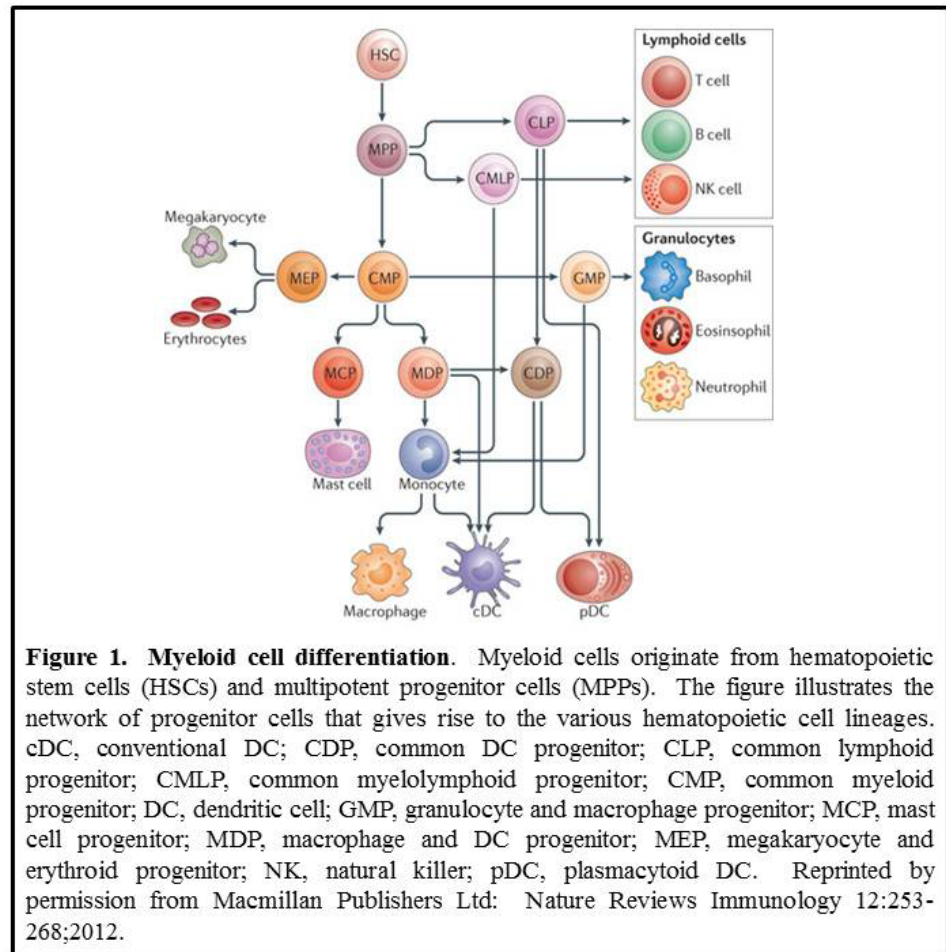 HSC
Lymphoid cells
T cell
CLP
MPP
B cell
CMLP
NK cell
Megakaryocyte
Granulocytes
MEP
CMP
GMP
Basophil
Erythrocytes
Eosinsophil
MCP
MDP
CDP
Neutrophil
Mast cell
Monocyte
Macrophage
cDC
pDC
Figure 1. Myeloid cell differentiation. Myeloid cells originate from hematopoietic
stem cells (HSCs) and multipotent progenitor cells (MPPs). The figure illustrates the
network of progenitor cells that gives rise to the various hematopoietic cell lineages.
cDC, conventional DC; CDP, common DC progenitor; CLP, common lymphoid
progenitor; CMLP, common myelolymphoid progenitor; CMP, common myeloid
progenitor; DC, dendritic cell; GMP, granulocyte and macrophage progenitor; MCP, mast
cell progenitor; MDP, macrophage and DC progenitor; MEP, megakaryocyte and
erythroid progenitor; NK, natural killer; pDC, plasmacytoid DC. Reprinted by
permission from Macmillan Publishers Ltd: Nature Reviews Immunology 12:253-
268;2012.